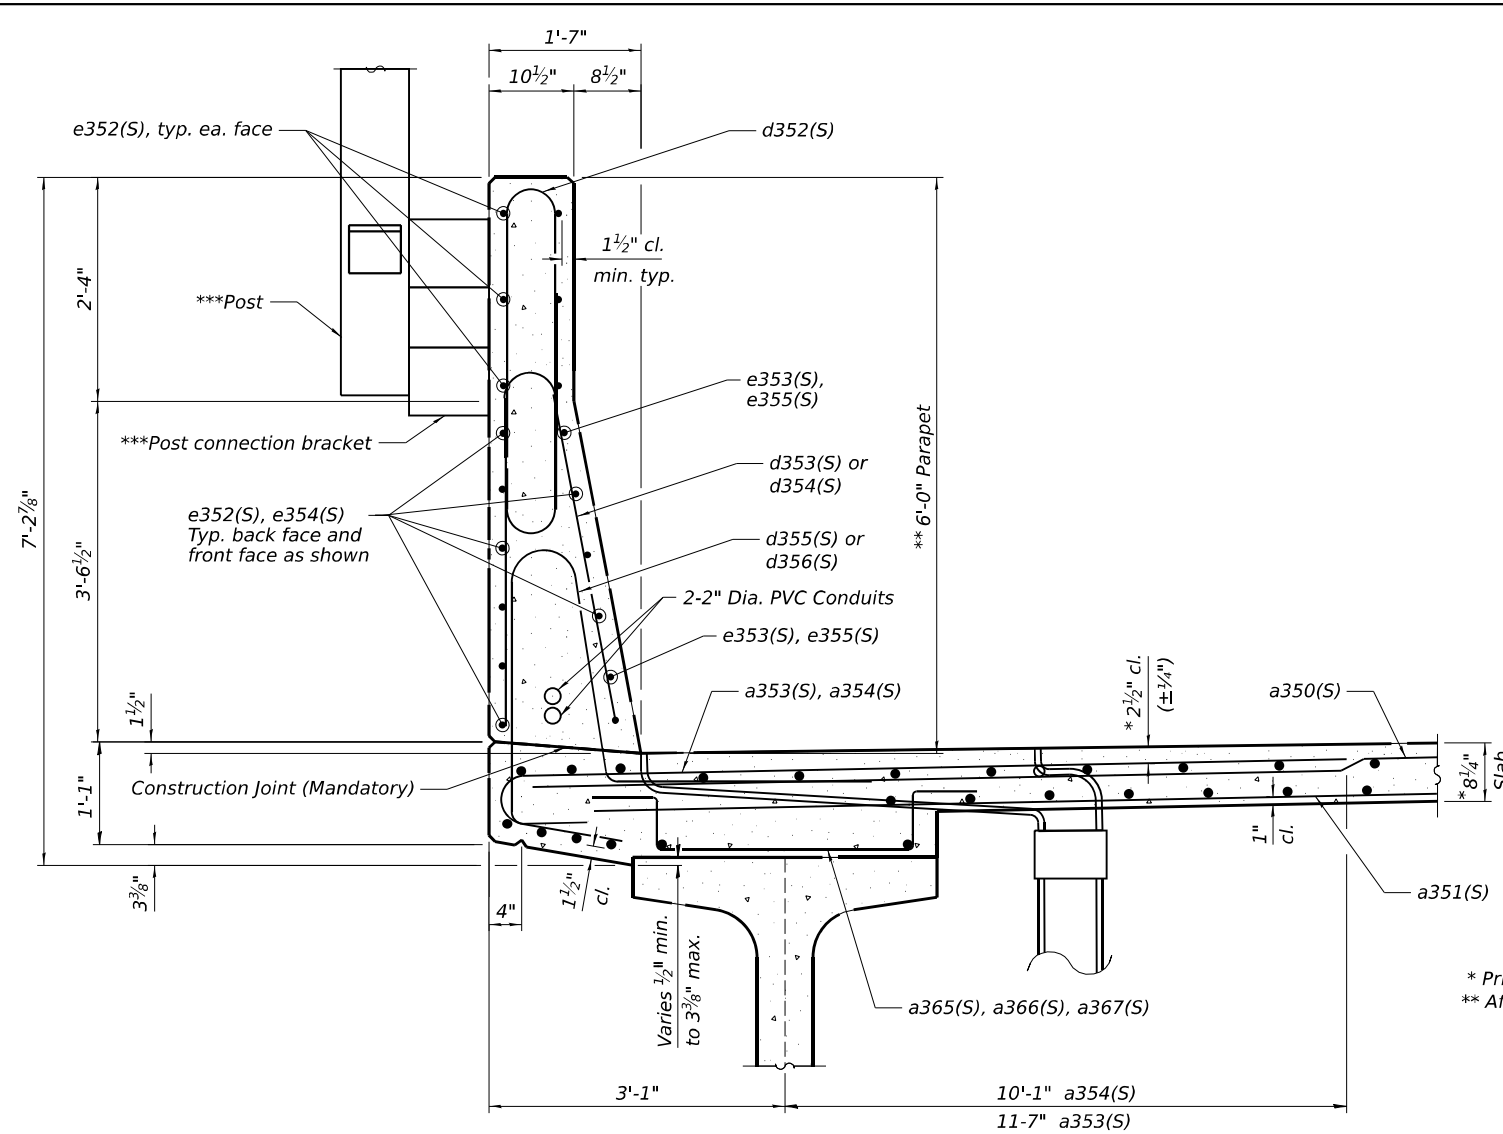 1'-7"
10½" 8½"
e352(S), typ. ea. face
d352(S)
1½" cl.
min. typ.
2'-4"
***Post
e353(S),
e355(S)
***Post connection bracket
** 6'-0" Parapet
d353(S) or
d354(S)
7'-2⅞"
e352(S), e354(S)
Typ. back face and
front face as shown
3'-6½"
d355(S) or
d356(S)
2-2" Dia. PVC Conduits
e353(S), e355(S)
a353(S), a354(S)
* 2½" cl.
(±¼")
a350(S)
1½"
Construction Joint (Mandatory)
1'-1"
* 8¼"
Slab
1"
cl.
3⅜"
4"
1½"
cl.
a351(S)
Varies ½" min.
to 3⅜" max.
a365(S), a366(S), a367(S)
* Pri
** Af
3'-1"
10'-1" a354(S)
11-7" a353(S)